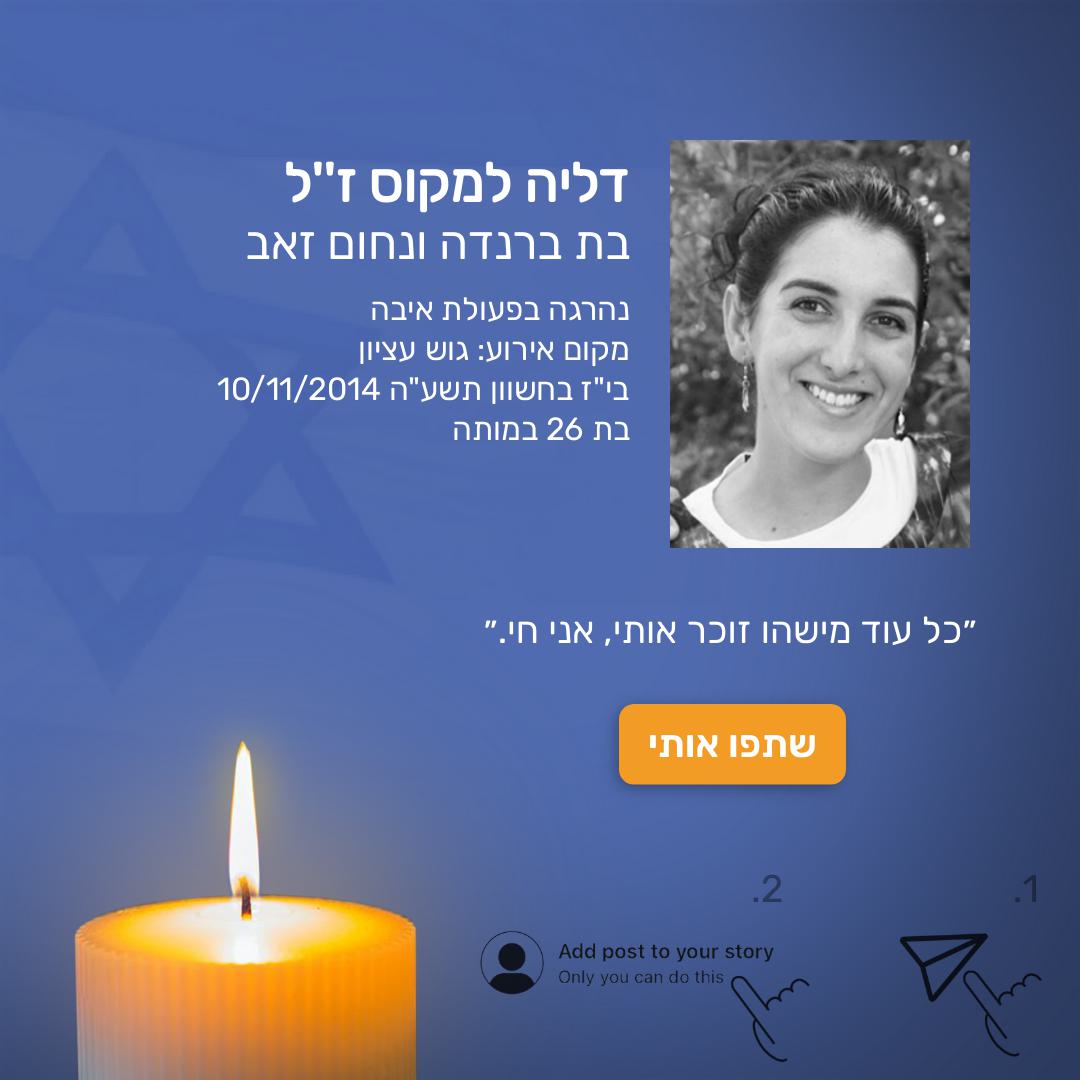 דליה למקוס ז"ל
בת ברנדה ונחום זאב
נהרגה בפעולת איבה
מקום אירוע: גוש עציון
בי"ז בחשוון תשע"ה 10/11/2014
בת 26 במותה
״כל עוד מישהו זוכר אותי, אני חי.״
שתפו אותי
1.
2.
Add post to your story
Only you can do this